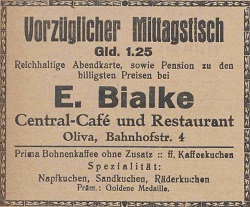 Vorzüglicher Mittagstisch
Gld. 1.25
Reichhaltige Abendkarte, sowie Pension zu den
billigsten Preisen bei
E. Bialke
Central-Café und Restaurant
Oliva, Bahnhofstr. 4
Prima Bohnenkaffee ohne Zusatz :: ff. Kaffeekuchen
Spezialität:
Napfkuchen, Sandkuchen, Räderkuchen
Präm.: Goldene Medaille.